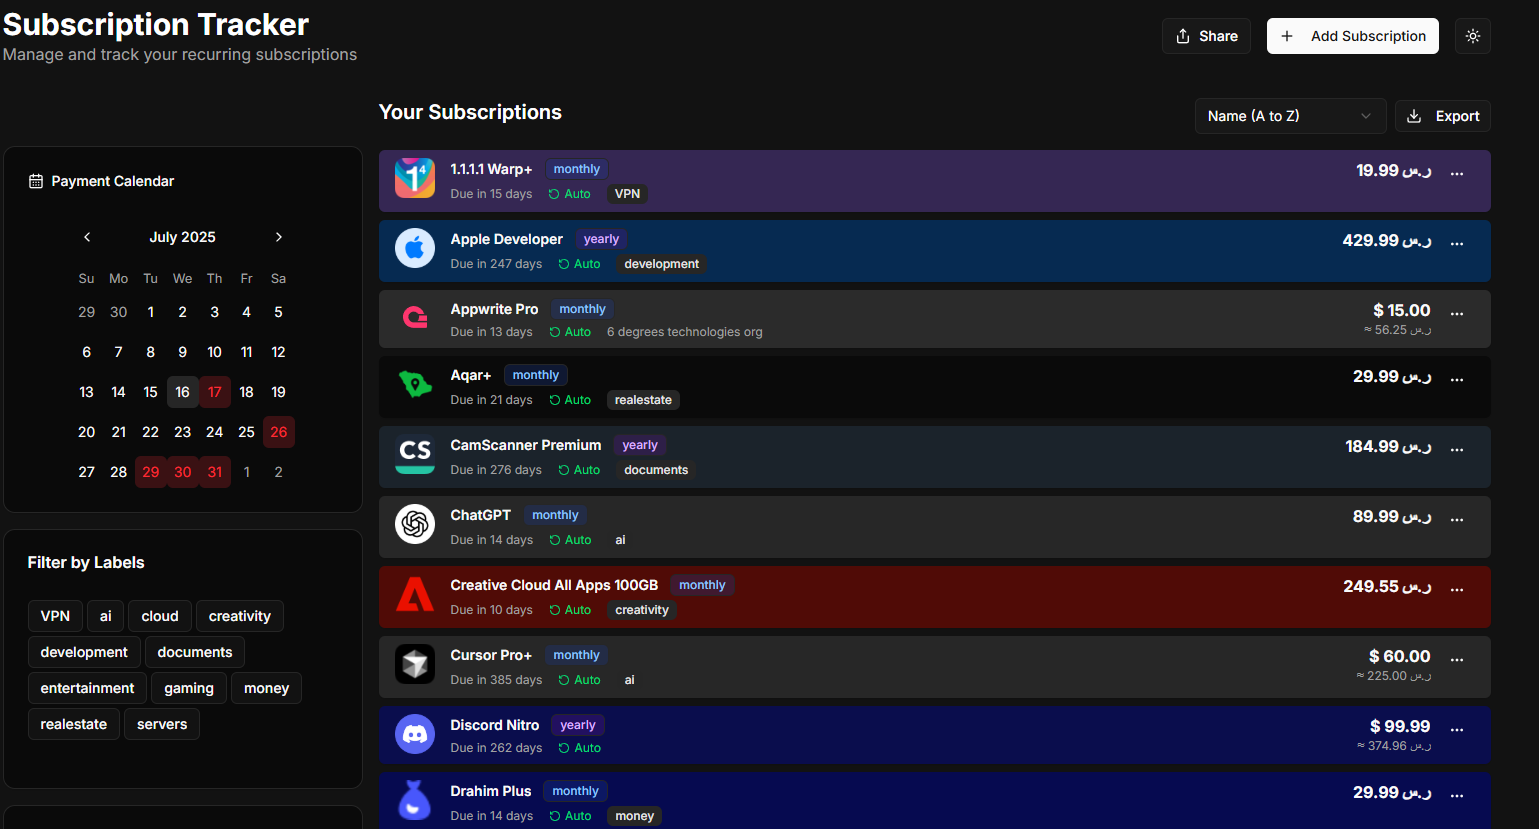 Subscription Tracker
Manage and track your recurring subscriptions
Share
+ Add Subscription
Your Subscriptions
Name (A to Z)
Export
Payment Calendar
July 2025
Su Mo Tu We Th Fr Sa
29 30 1 2 3 4 5
6 7 8 9 10 11 12
13 14 15 16 17 18 19
20 21 22 23 24 25 26
27 28 29 30 31 1 2
Filter by Labels
VPN ai cloud creativity
development documents
entertainment gaming money
realestate servers
1⁴
1.1.1.1 Warp+ monthly
19.99 ر.س ...
Due in 15 days Auto VPN
Apple Developer yearly
429.99 ر.س ...
Due in 247 days Auto development
Appwrite Pro monthly
$ 15.00 ...
Due in 13 days Auto 6 degrees technologies org
≈ 56.25 ر.س
Aqar+ monthly
29.99 ر.س ...
Due in 21 days Auto realestate
CS
CamScanner Premium yearly
184.99 ر.س ...
Due in 276 days Auto documents
ChatGPT monthly
89.99 ر.س ...
Due in 14 days Auto ai
Creative Cloud All Apps 100GB monthly
249.55 ر.س ...
Due in 10 days Auto creativity
Cursor Pro+ monthly
$ 60.00 ...
Due in 385 days Auto ai
≈ 225.00 ر.س
Discord Nitro yearly
$ 99.99 ...
Due in 262 days Auto
≈ 374.96 ر.س
Drahim Plus monthly
29.99 ر.س ...
Due in 14 days Auto money